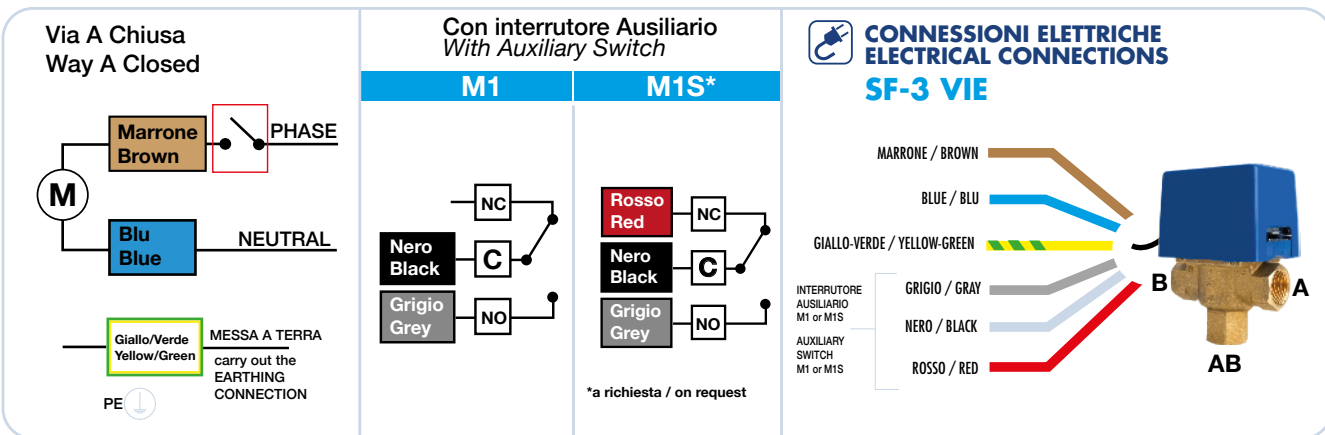 Via A Chiusa
Way A Closed
Marrone
Brown
PHASE
M
Blu
Blue
NEUTRAL
Giallo/Verde
Yellow/Green
MESSA A TERRA
carry out the
EARTHING
CONNECTION
PE
Con interrutore Ausiliario
With Auxiliary Switch
M1
M1S*
NC
Nero
Black
C
Grigio
Grey
NO
Rosso
Red
NC
Nero
Black
C
Grigio
Grey
NO
*a richiesta / on request
CONNESSIONI ELETTRICHE
ELECTRICAL CONNECTIONS
SF-3 VIE
MARRONE / BROWN
BLUE / BLU
GIALLO-VERDE / YELLOW-GREEN
INTERRUTORE
AUSILIARIO
M1 or M1S
AUXILIARY
SWITCH
M1 or M1S
GRIGIO / GRAY
NERO / BLACK
ROSSO / RED
B
A
AB